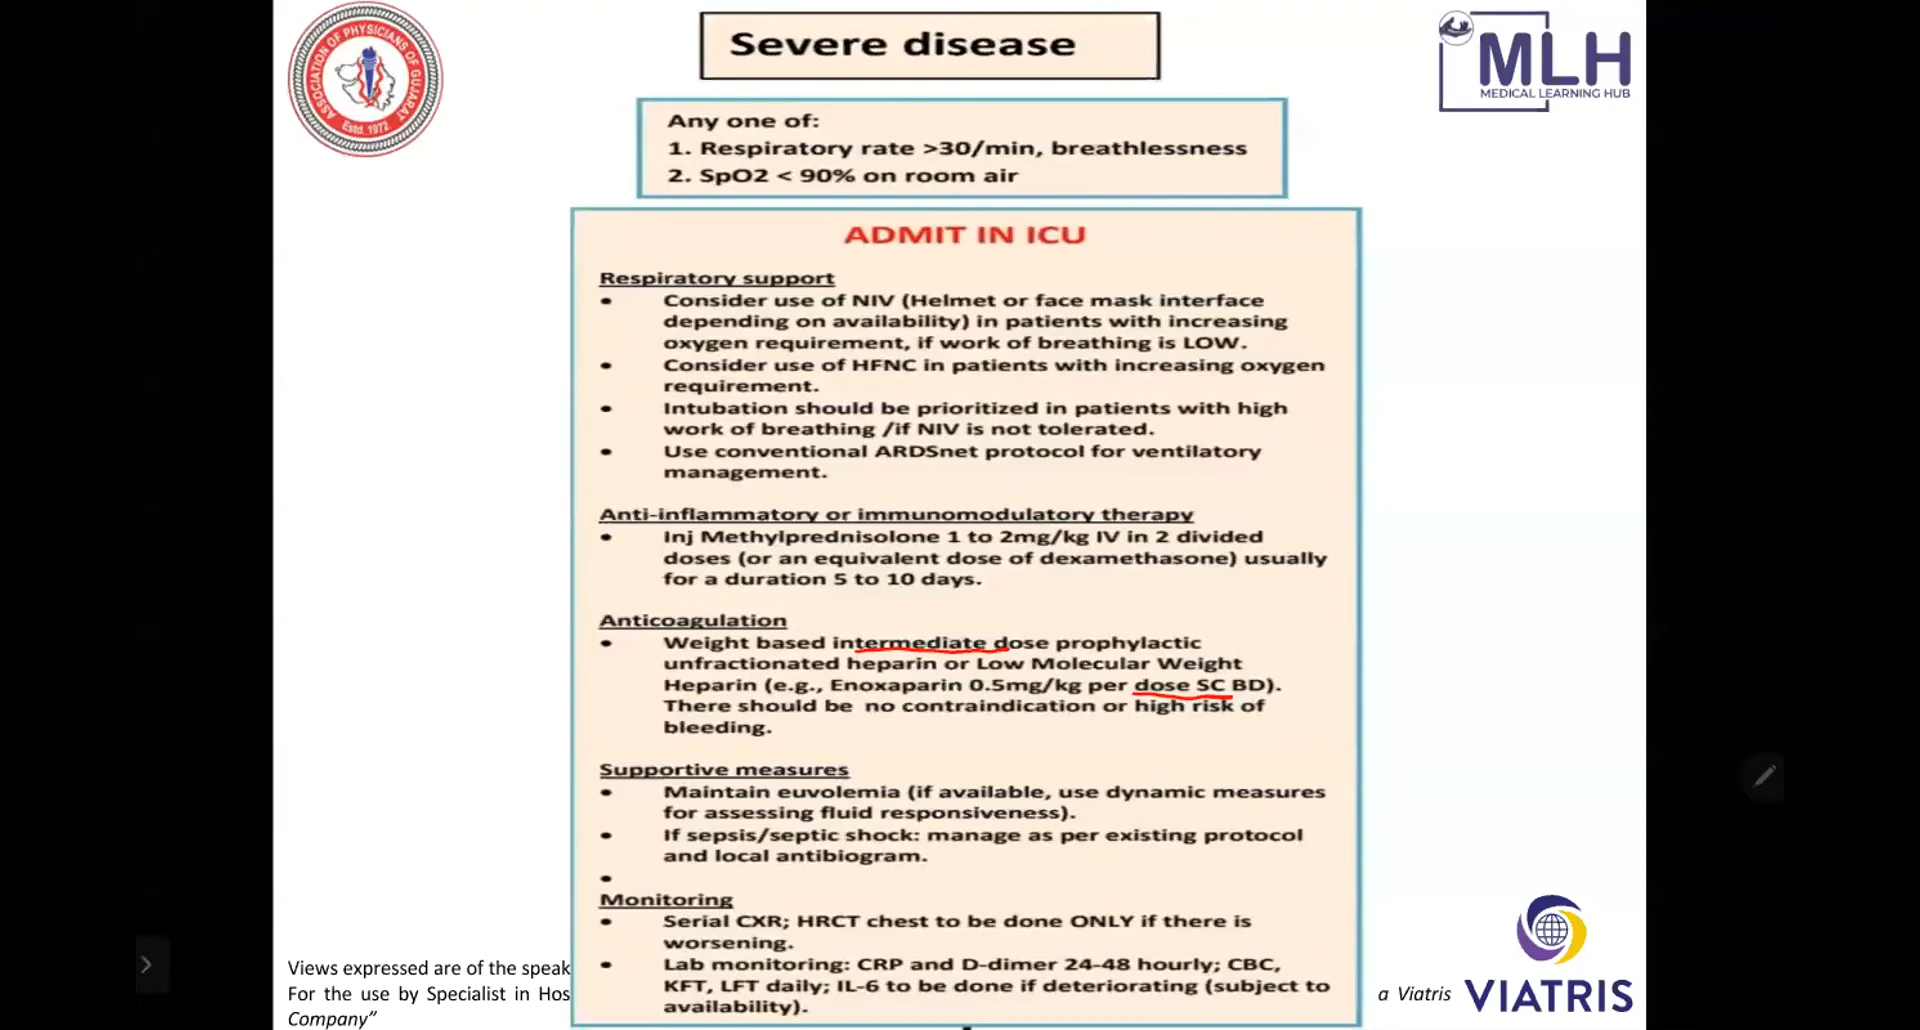 ASSOCIATION OF PHYSICIANS OF GUJARAT
Estd. 1972
Severe disease
MLH
MEDICAL LEARNING HUB
Any one of:
1. Respiratory rate >30/min, breathlessness
2. SpO2 < 90% on room air
ADMIT IN ICU
Respiratory support
• Consider use of NIV (Helmet or face mask interface
depending on availability) in patients with increasing
oxygen requirement, if work of breathing is LOW.
• Consider use of HFNC in patients with increasing oxygen
requirement.
• Intubation should be prioritized in patients with high
work of breathing /if NIV is not tolerated.
• Use conventional ARDSnet protocol for ventilatory
management.
Anti-inflammatory or immunomodulatory therapy
• Inj Methylprednisolone 1 to 2mg/kg IV in 2 divided
doses (or an equivalent dose of dexamethasone) usually
for a duration 5 to 10 days.
Anticoagulation
• Weight based intermediate dose prophylactic
unfractionated heparin or Low Molecular Weight
Heparin (e.g., Enoxaparin 0.5mg/kg per dose SC BD).
There should be no contraindication or high risk of
bleeding.
Supportive measures
• Maintain euvolemia (if available, use dynamic measures
for assessing fluid responsiveness).
• If sepsis/septic shock: manage as per existing protocol
and local antibiogram.
•
Monitoring
• Serial CXR; HRCT chest to be done ONLY if there is
worsening.
• Lab monitoring: CRP and D-dimer 24-48 hourly; CBC,
KFT, LFT daily; IL-6 to be done if deteriorating (subject to
availability).
Views expressed are of the speak
For the use by Specialist in Hos
a Viatris
Company”
VIATRIS